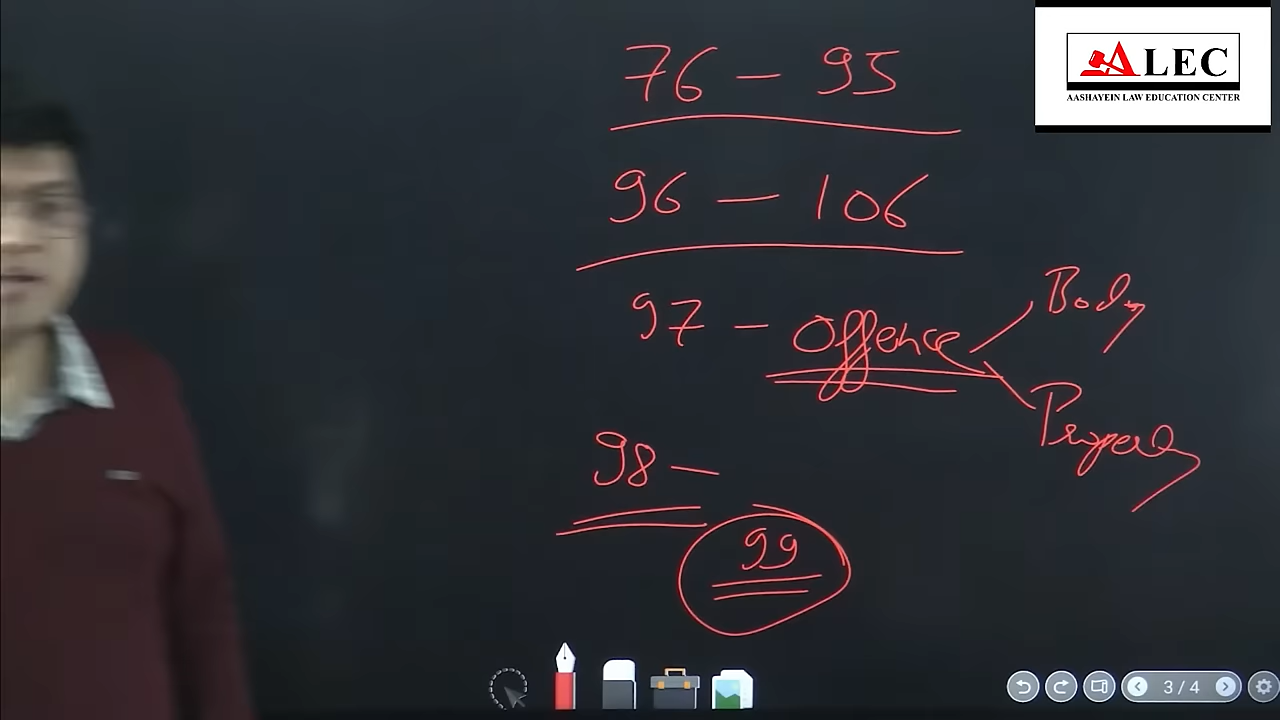 ALEC
AASHAYEIN LAW EDUCATION CENTER
76 - 95
96 - 106
97 - Offence
Body
Property
98 -
99
3 / 4